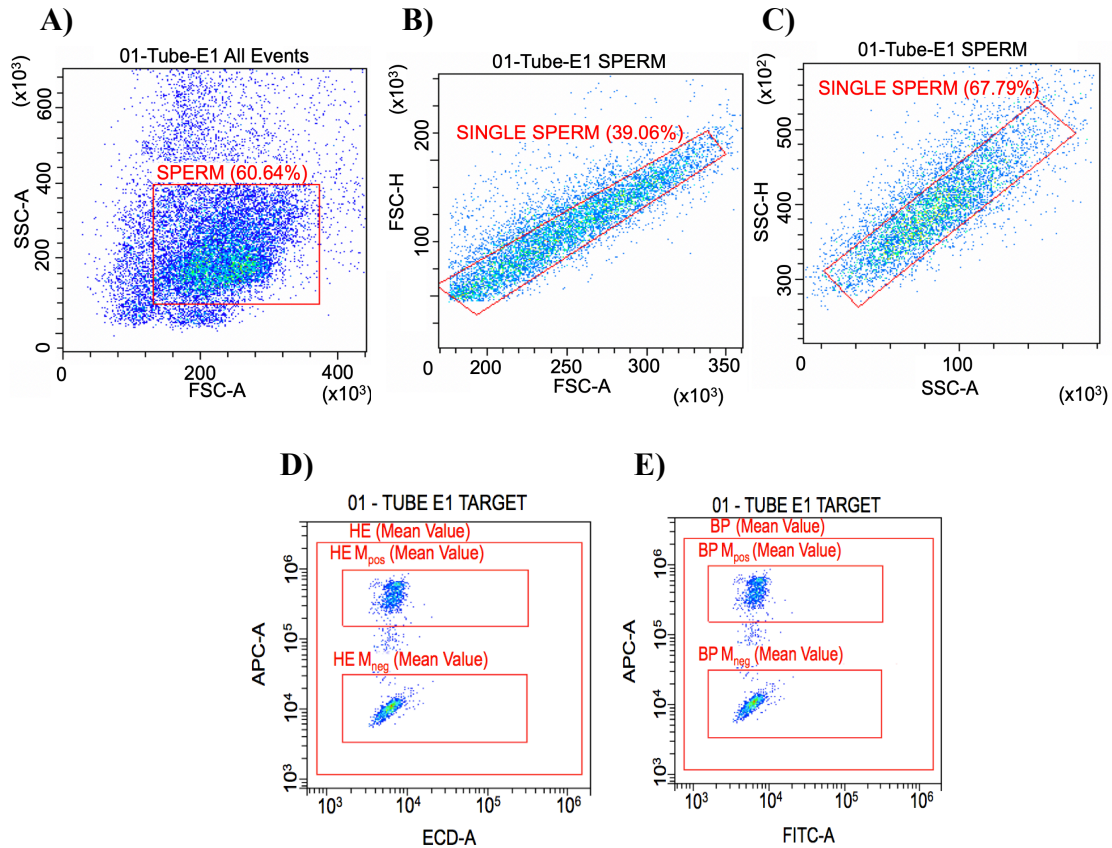 A)
01-Tube-E1 All Events
(x10³)
SSC-A
600
400
200
0
SPERM (60.64%)
0 200 400
FSC-A
(x10³)
B)
01-Tube-E1 SPERM
(x10³)
FSC-H
200
100
SINGLE SPERM (39.06%)
200 250 300 350
FSC-A
(x10³)
C)
01-Tube-E1 SPERM
(x10²)
SSC-H
500
400
300
SINGLE SPERM (67.79%)
100
SSC-A
(x10³)
D)
01 - TUBE E1 TARGET
HE (Mean Value)
HE Mpos (Mean Value)
HE Mneg (Mean Value)
APC-A
10⁶
10⁵
10⁴
10³
10³ 10⁴ 10⁵ 10⁶
ECD-A
E)
01 - TUBE E1 TARGET
BP (Mean Value)
BP Mpos (Mean Value)
BP Mneg (Mean Value)
APC-A
10⁶
10⁵
10⁴
10³
10³ 10⁴ 10⁵ 10⁶
FITC-A